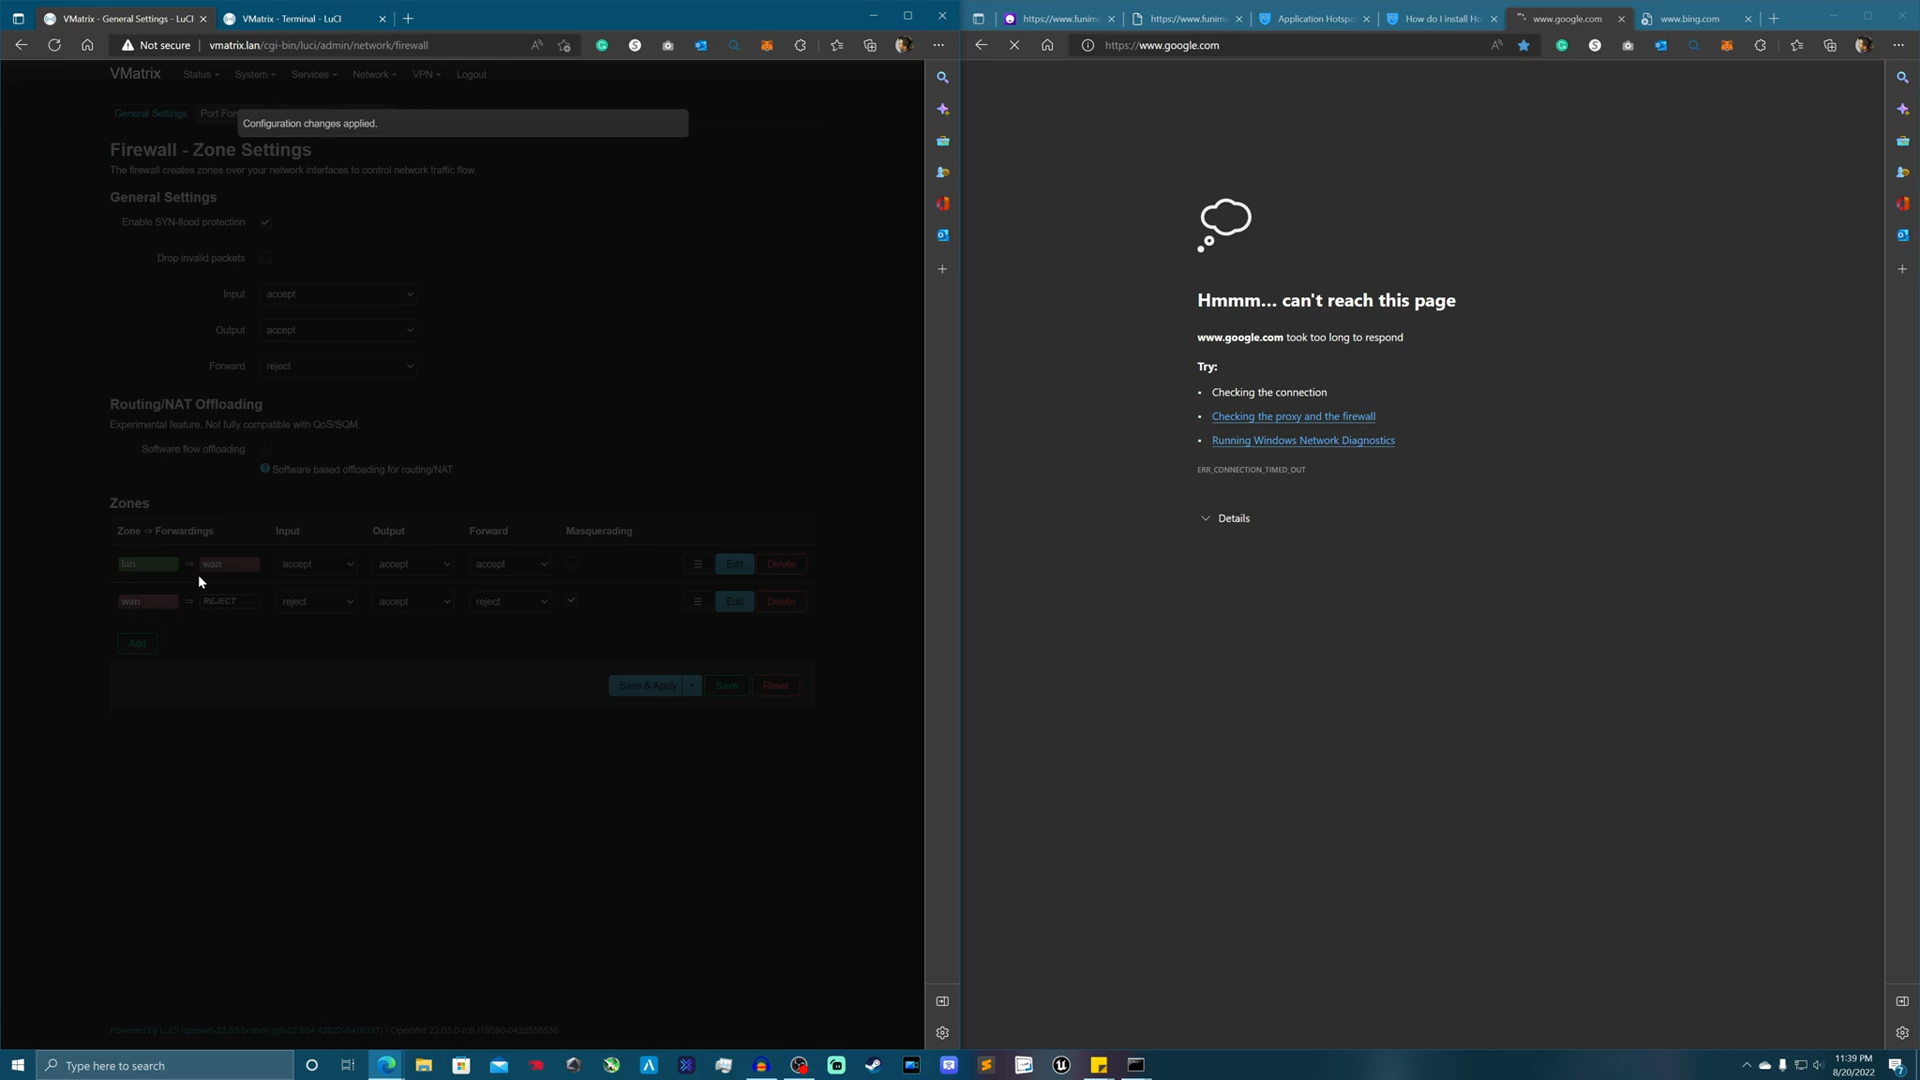 VMatrix - General Settings - LuCI
VMatrix - Terminal - LuCI
Not secure
vmatrix.lan/cgi-bin/luci/admin/network/firewall
VMatrix
Status
System
Services
Network
VPN
Logout
General Settings
Port For
Configuration changes applied.
Firewall - Zone Settings
The firewall creates zones over your network interfaces to control network traffic flow.
General Settings
Enable SYN-flood protection
Drop invalid packets
Input
accept
Output
accept
Forward
reject
Routing/NAT Offloading
Experimental feature. Not fully compatible with QoS/SQM.
Software flow offloading
Software based offloading for routing/NAT
Zones
Zone ⇒ Forwardings
Input
Output
Forward
Masquerading
lan ⇒ wan
accept
accept
accept
Edit
Delete
wan ⇒ REJECT
reject
accept
reject
Edit
Delete
Add
Save & Apply
Save
Reset
https://www.funim
https://www.funim
Application Hotspo
How do I install Ho
www.google.com
www.bing.com
https://www.google.com
Hmmm... can't reach this page
www.google.com took too long to respond
Try:
• Checking the connection
• Checking the proxy and the firewall
• Running Windows Network Diagnostics
ERR_CONNECTION_TIMED_OUT
Details
Type here to search
11:39 PM
8/20/2022